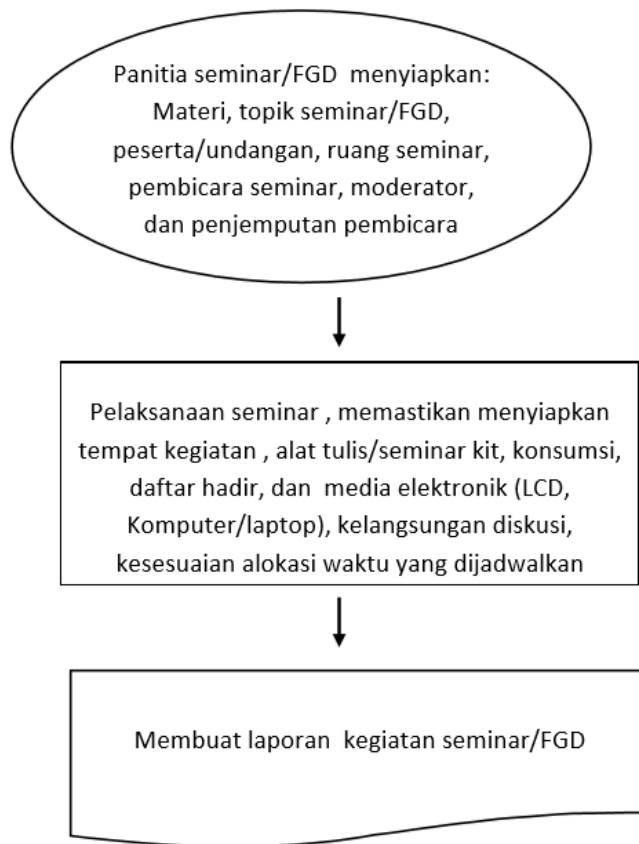 Panitia seminar/FGD menyiapkan:
Materi, topik seminar/FGD,
peserta/undangan, ruang seminar,
pembicara seminar, moderator,
dan penjemputan pembicara
Pelaksanaan seminar , memastikan menyiapkan
tempat kegiatan , alat tulis/seminar kit, konsumsi,
daftar hadir, dan media elektronik (LCD,
Komputer/laptop), kelangsungan diskusi,
kesesuaian alokasi waktu yang dijadwalkan
Membuat laporan kegiatan seminar/FGD